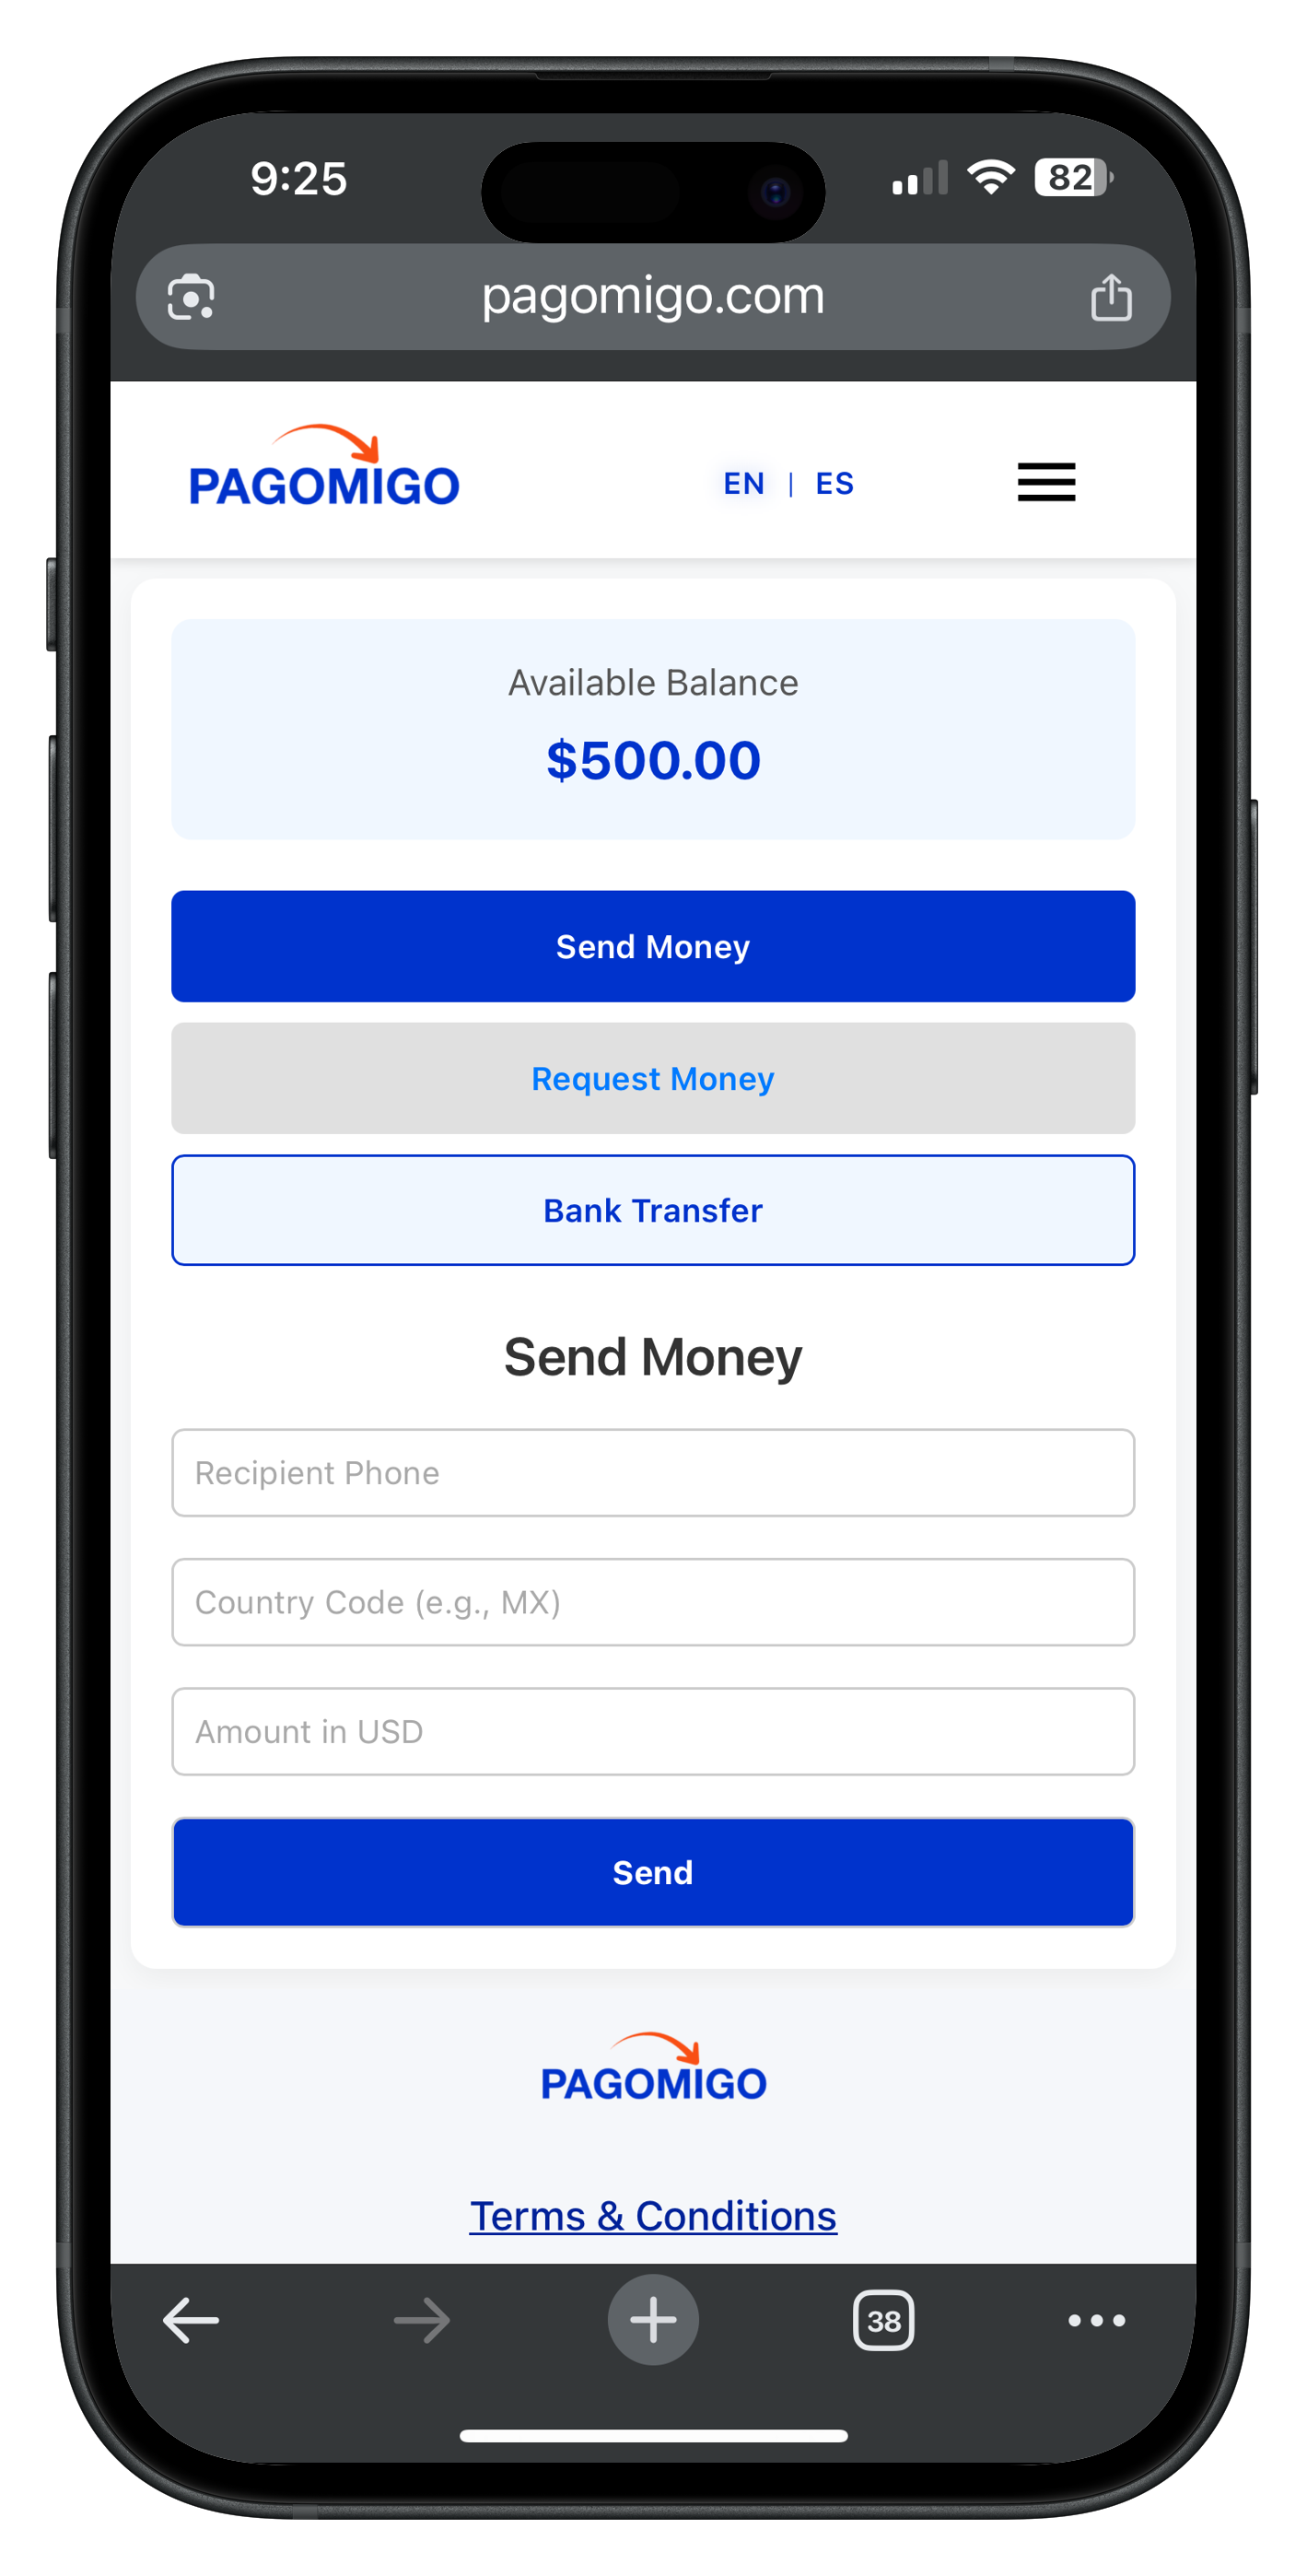 9:25
82
pagomigo.com
PAGOMIGO
EN | ES
Available Balance
$500.00
Send Money
Request Money
Bank Transfer
Send Money
Recipient Phone
Country Code (e.g., MX)
Amount in USD
Send
PAGOMIGO
Terms & Conditions
38